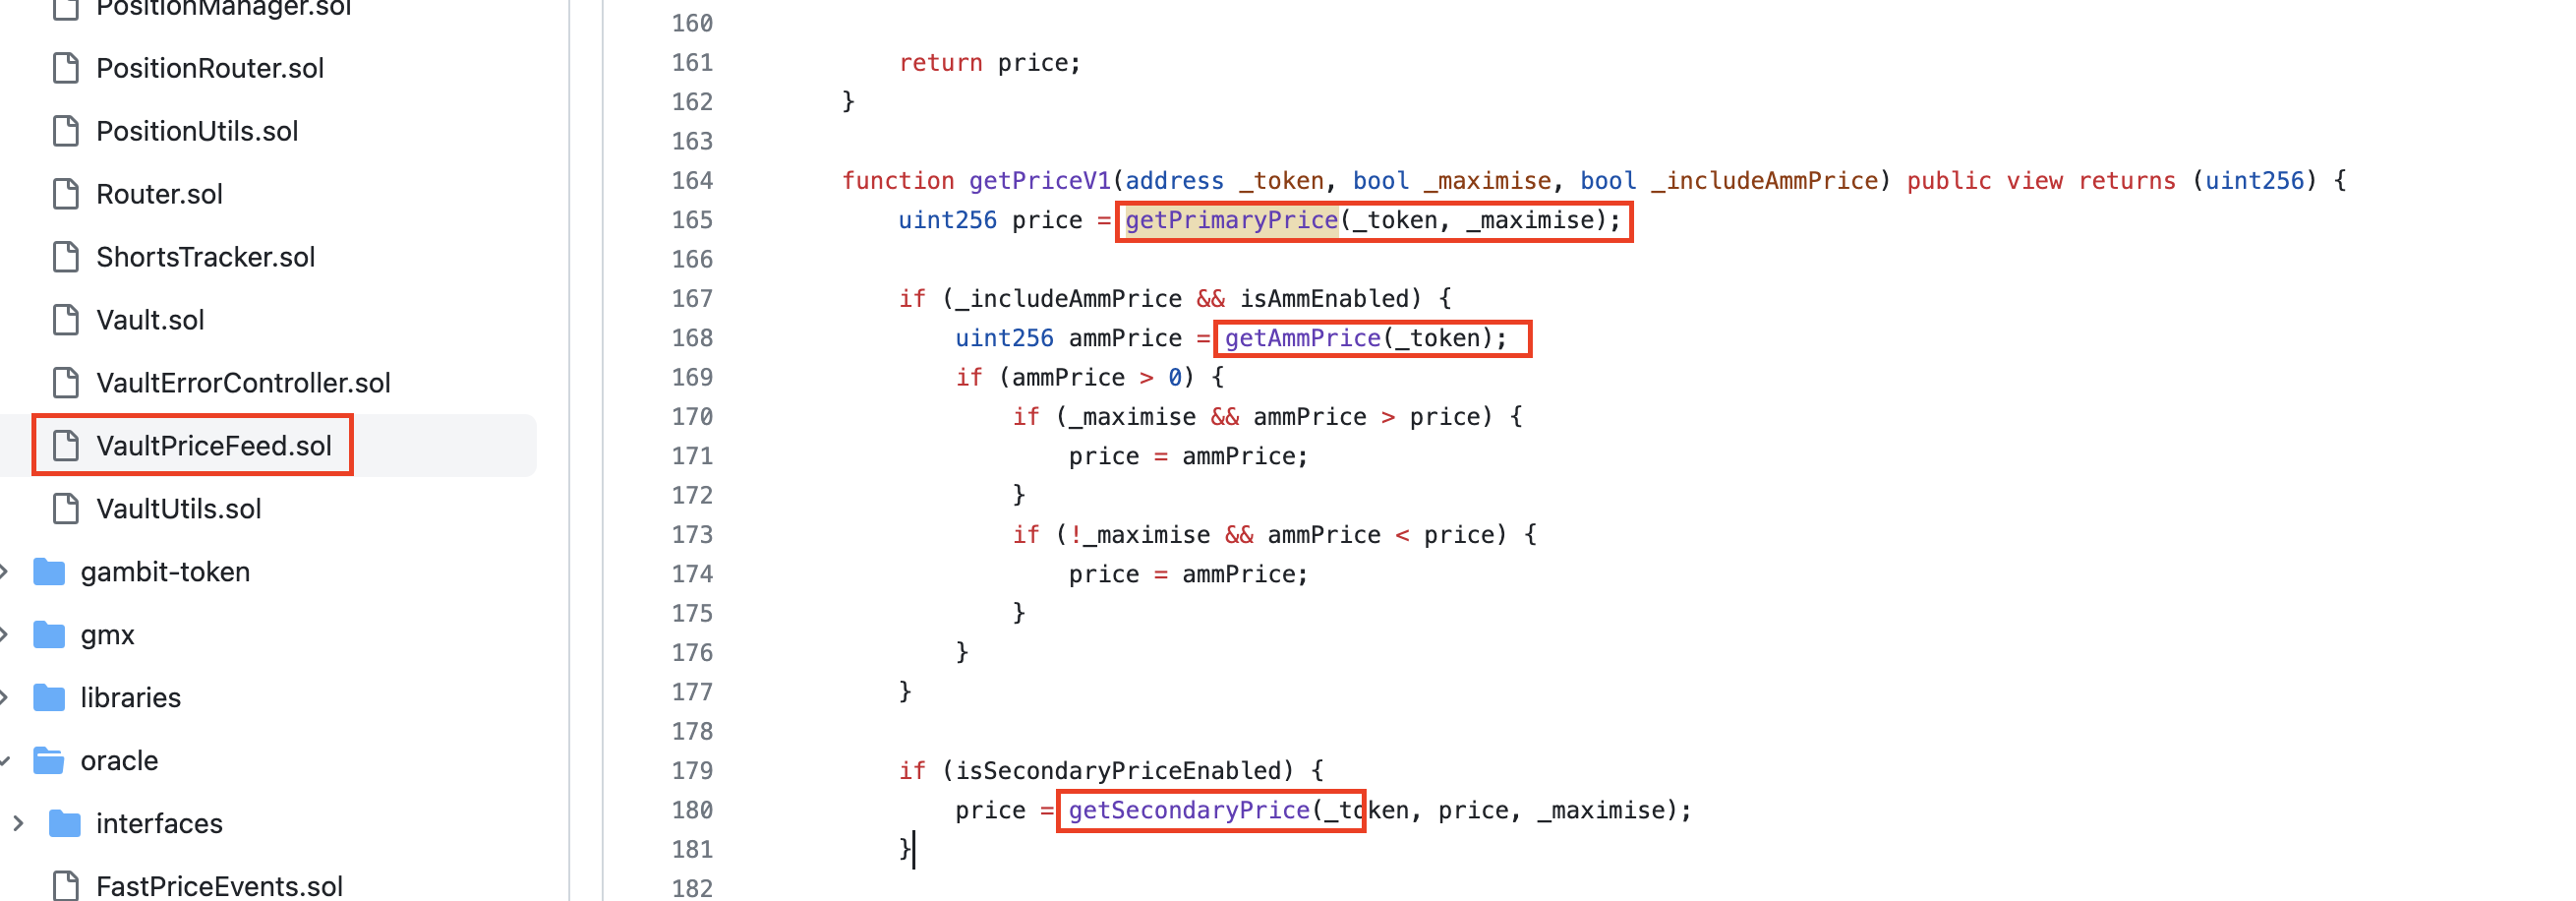 PositionManager.sol
PositionRouter.sol
PositionUtils.sol
Router.sol
ShortsTracker.sol
Vault.sol
VaultErrorController.sol
VaultPriceFeed.sol
VaultUtils.sol
gambit-token
gmx
libraries
oracle
interfaces
FastPriceEvents.sol
160
161 return price;
162 }
163
164 function getPriceV1(address _token, bool _maximise, bool _includeAmmPrice) public view returns (uint256) {
165 uint256 price = getPrimaryPrice(_token, _maximise);
166
167 if (_includeAmmPrice && isAmmEnabled) {
168 uint256 ammPrice = getAmmPrice(_token);
169 if (ammPrice > 0) {
170 if (_maximise && ammPrice > price) {
171 price = ammPrice;
172 }
173 if (!_maximise && ammPrice < price) {
174 price = ammPrice;
175 }
176 }
177 }
178
179 if (isSecondaryPriceEnabled) {
180 price = getSecondaryPrice(_token, price, _maximise);
181 }
182